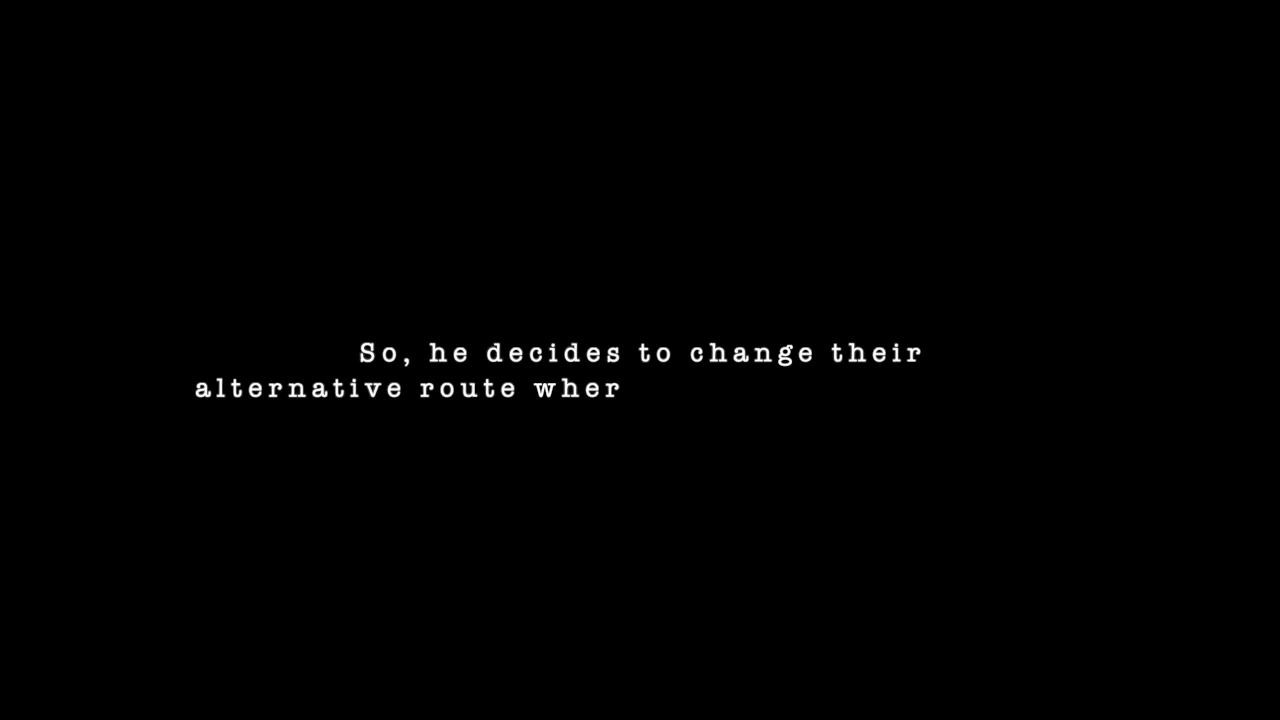 So, he decides to change their
alternative route wher